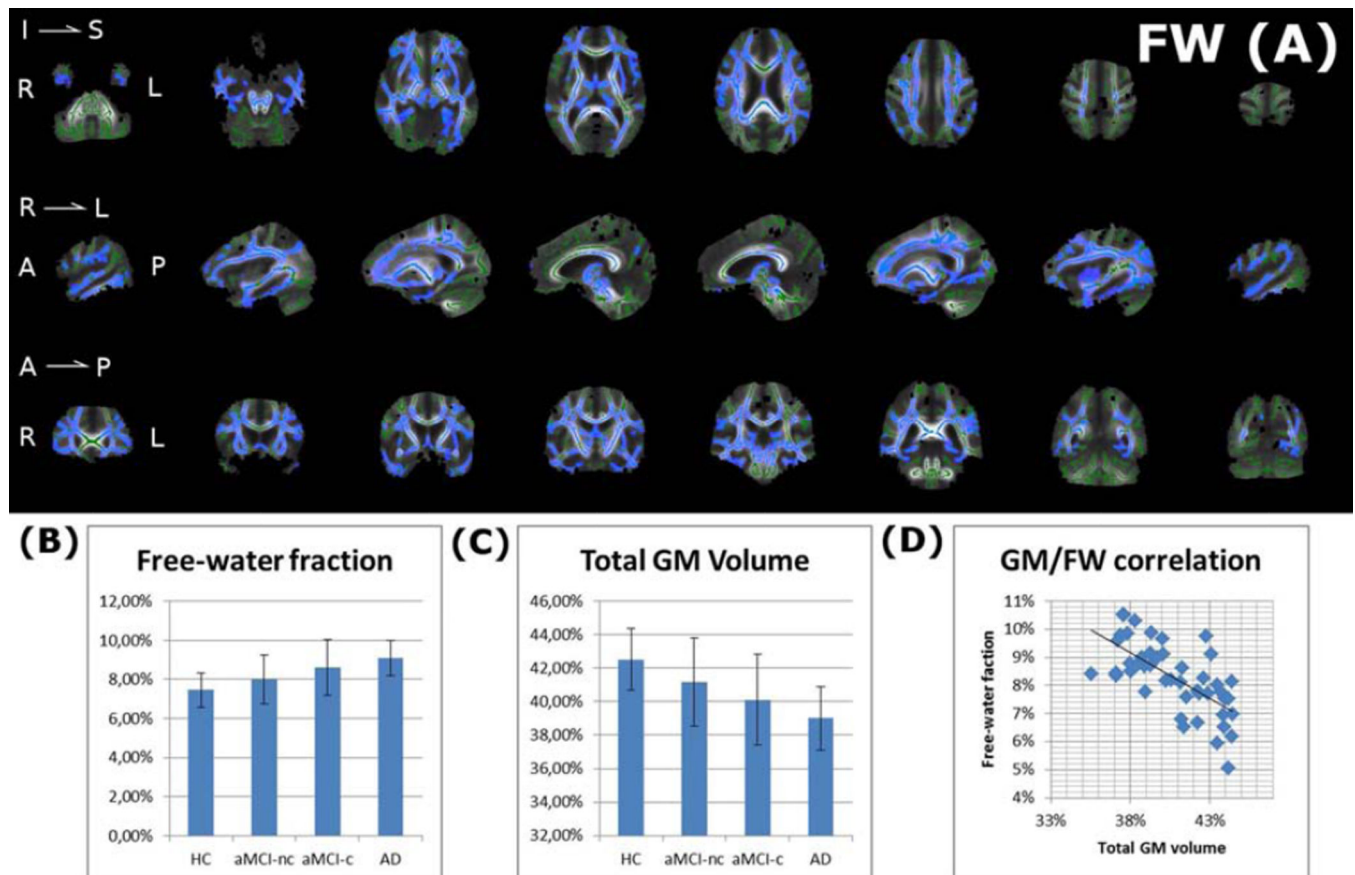 I → S
FW (A)
R L
R → L
A P
A → P
R L
(B)
Free-water fraction
12,00%
10,00%
8,00%
6,00%
4,00%
2,00%
0,00%
HC aMCI-nc aMCI-c AD
(C)
Total GM Volume
46,00%
44,00%
42,00%
40,00%
38,00%
36,00%
34,00%
32,00%
HC aMCI-nc aMCI-c AD
(D)
GM/FW correlation
Free-water faction
11%
10%
9%
8%
7%
6%
5%
4%
33% 38% 43%
Total GM volume